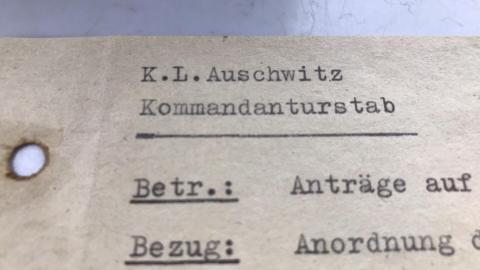 K.L.Auschwitz
Kommandanturstab
Betr.: Anträge auf
Bezug: Anordnung